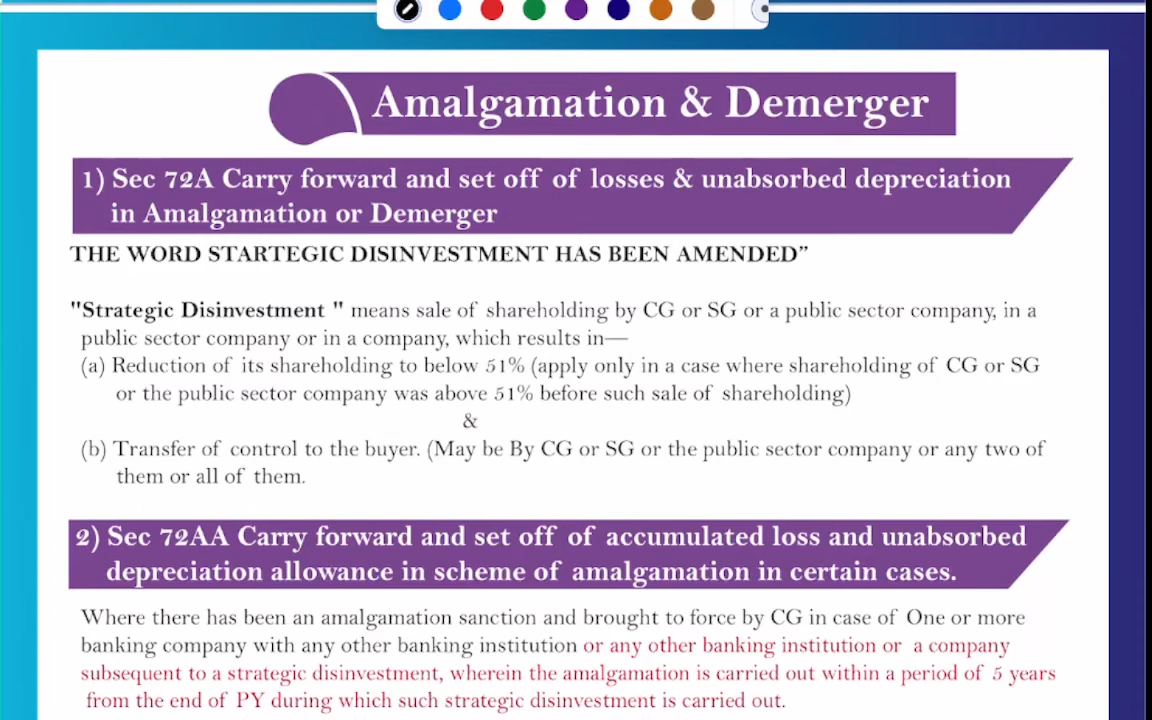 Amalgamation & Demerger
1) Sec 72A Carry forward and set off of losses & unabsorbed depreciation
in Amalgamation or Demerger
THE WORD STARTEGIC DISINVESTMENT HAS BEEN AMENDED”
"Strategic Disinvestment " means sale of shareholding by CG or SG or a public sector company, in a
public sector company or in a company, which results in—
(a) Reduction of its shareholding to below 51% (apply only in a case where shareholding of CG or SG
or the public sector company was above 51% before such sale of shareholding)
&
(b) Transfer of control to the buyer. (May be By CG or SG or the public sector company or any two of
them or all of them.
2) Sec 72AA Carry forward and set off of accumulated loss and unabsorbed
depreciation allowance in scheme of amalgamation in certain cases.
Where there has been an amalgamation sanction and brought to force by CG in case of One or more
banking company with any other banking institution or any other banking institution or a company
subsequent to a strategic disinvestment, wherein the amalgamation is carried out within a period of 5 years
from the end of PY during which such strategic disinvestment is carried out.